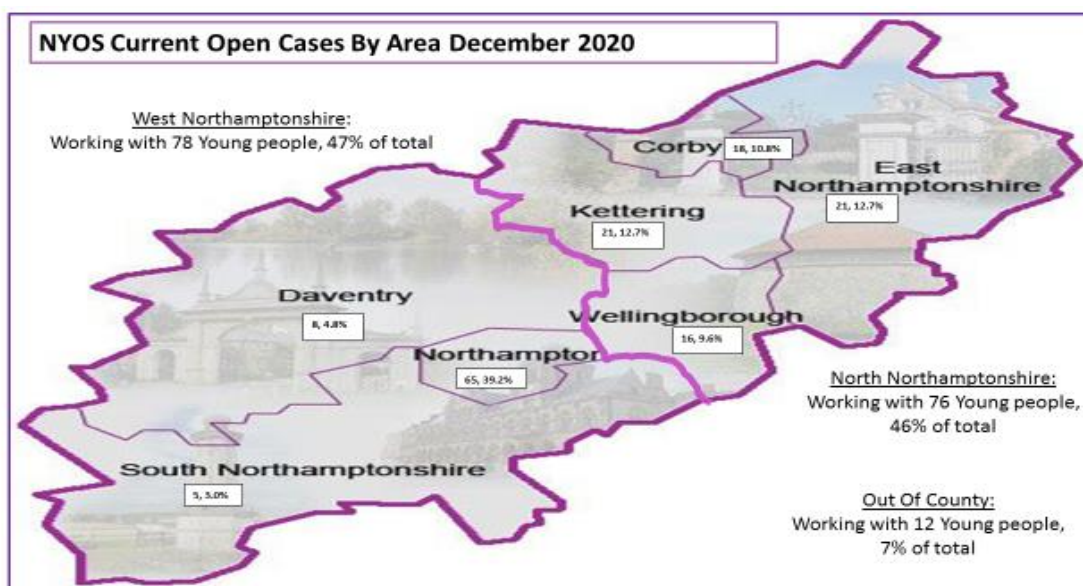 NYOS Current Open Cases By Area December 2020
West Northamptonshire:
Working with 78 Young people, 47% of total
Corby
18, 10.8%
East
Northamptonshire
21, 12.7%
Kettering
21, 12.7%
Daventry
8, 4.8%
Wellingborough
16, 9.6%
Northampton
65, 39.2%
North Northamptonshire:
Working with 76 Young people,
46% of total
South Northamptonshire
5, 3.0%
Out Of County:
Working with 12 Young people,
7% of total